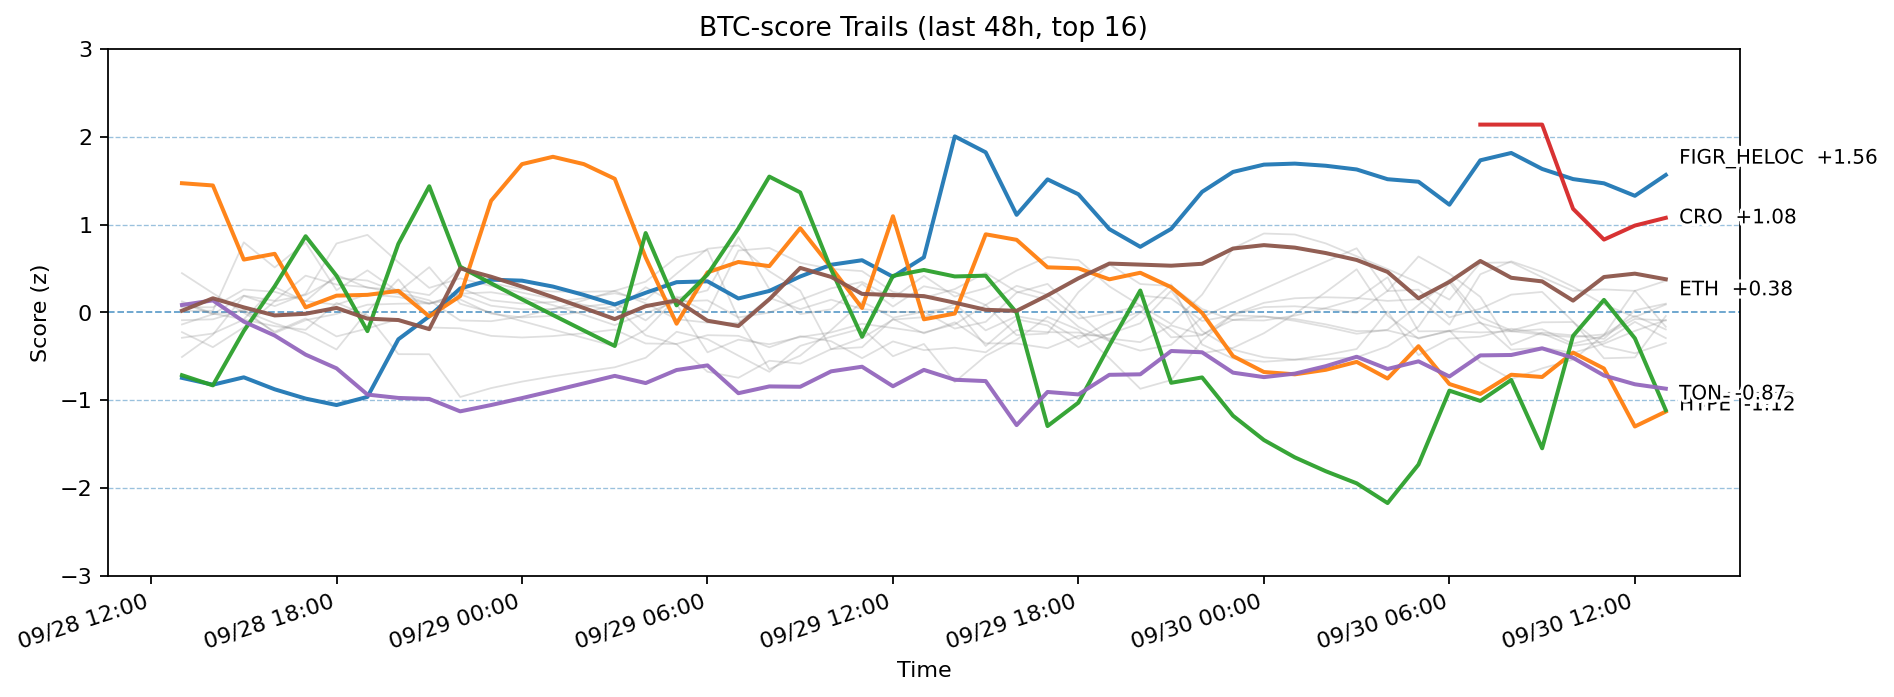 BTC-score Trails (last 48h, top 16)
Score (z)
3
2
1
0
−1
−2
−3
FIGR_HELOC +1.56
CRO +1.08
ETH +0.38
TON -0.87
HYPE -1.12
09/28 12:00
09/28 18:00
09/29 00:00
09/29 06:00
09/29 12:00
09/29 18:00
09/30 00:00
09/30 06:00
09/30 12:00
Time